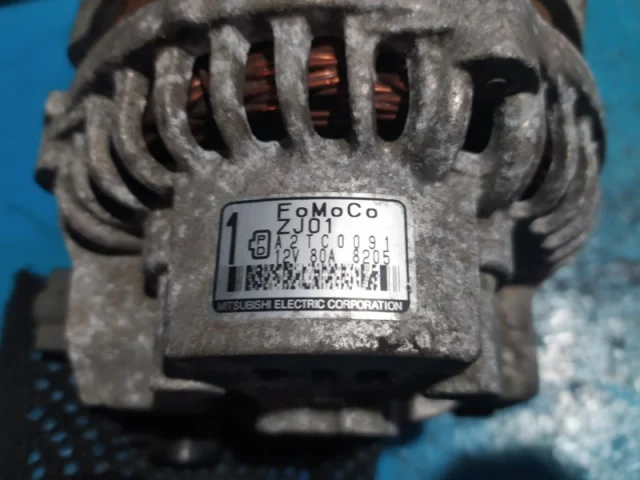 FoMoCo
1 ZJ01
A2TC0091
12V 80A 8205
MITSUBISHI ELECTRIC CORPORATION